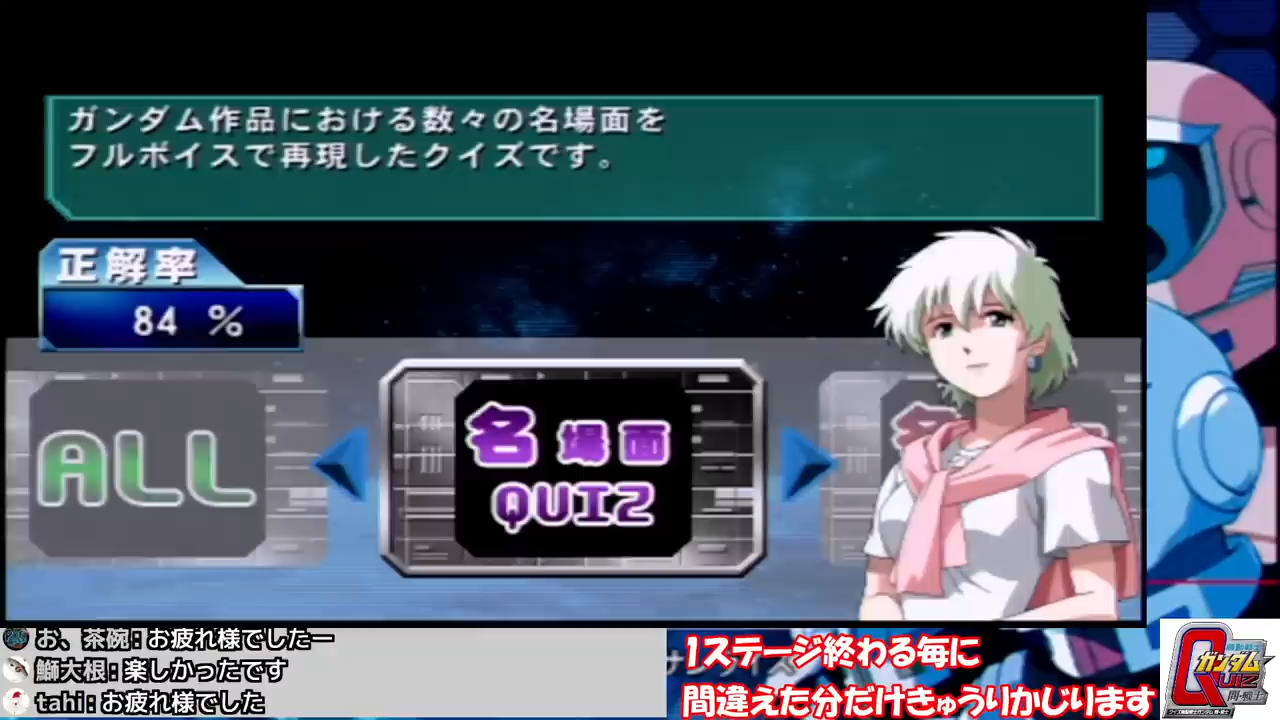 ガンダム作品における数々の名場面を
フルボイスで再現したクイズです。
正解率
84 %
ALL
名場面
QUIZ
名
お、茶碗: お疲れ様でしたー
鰤大根: 楽しかったです
tahi: お疲れ様でした
1ステージ終わる毎に
間違えた分だけきゅうりかじります
ガンダム
QUIZ